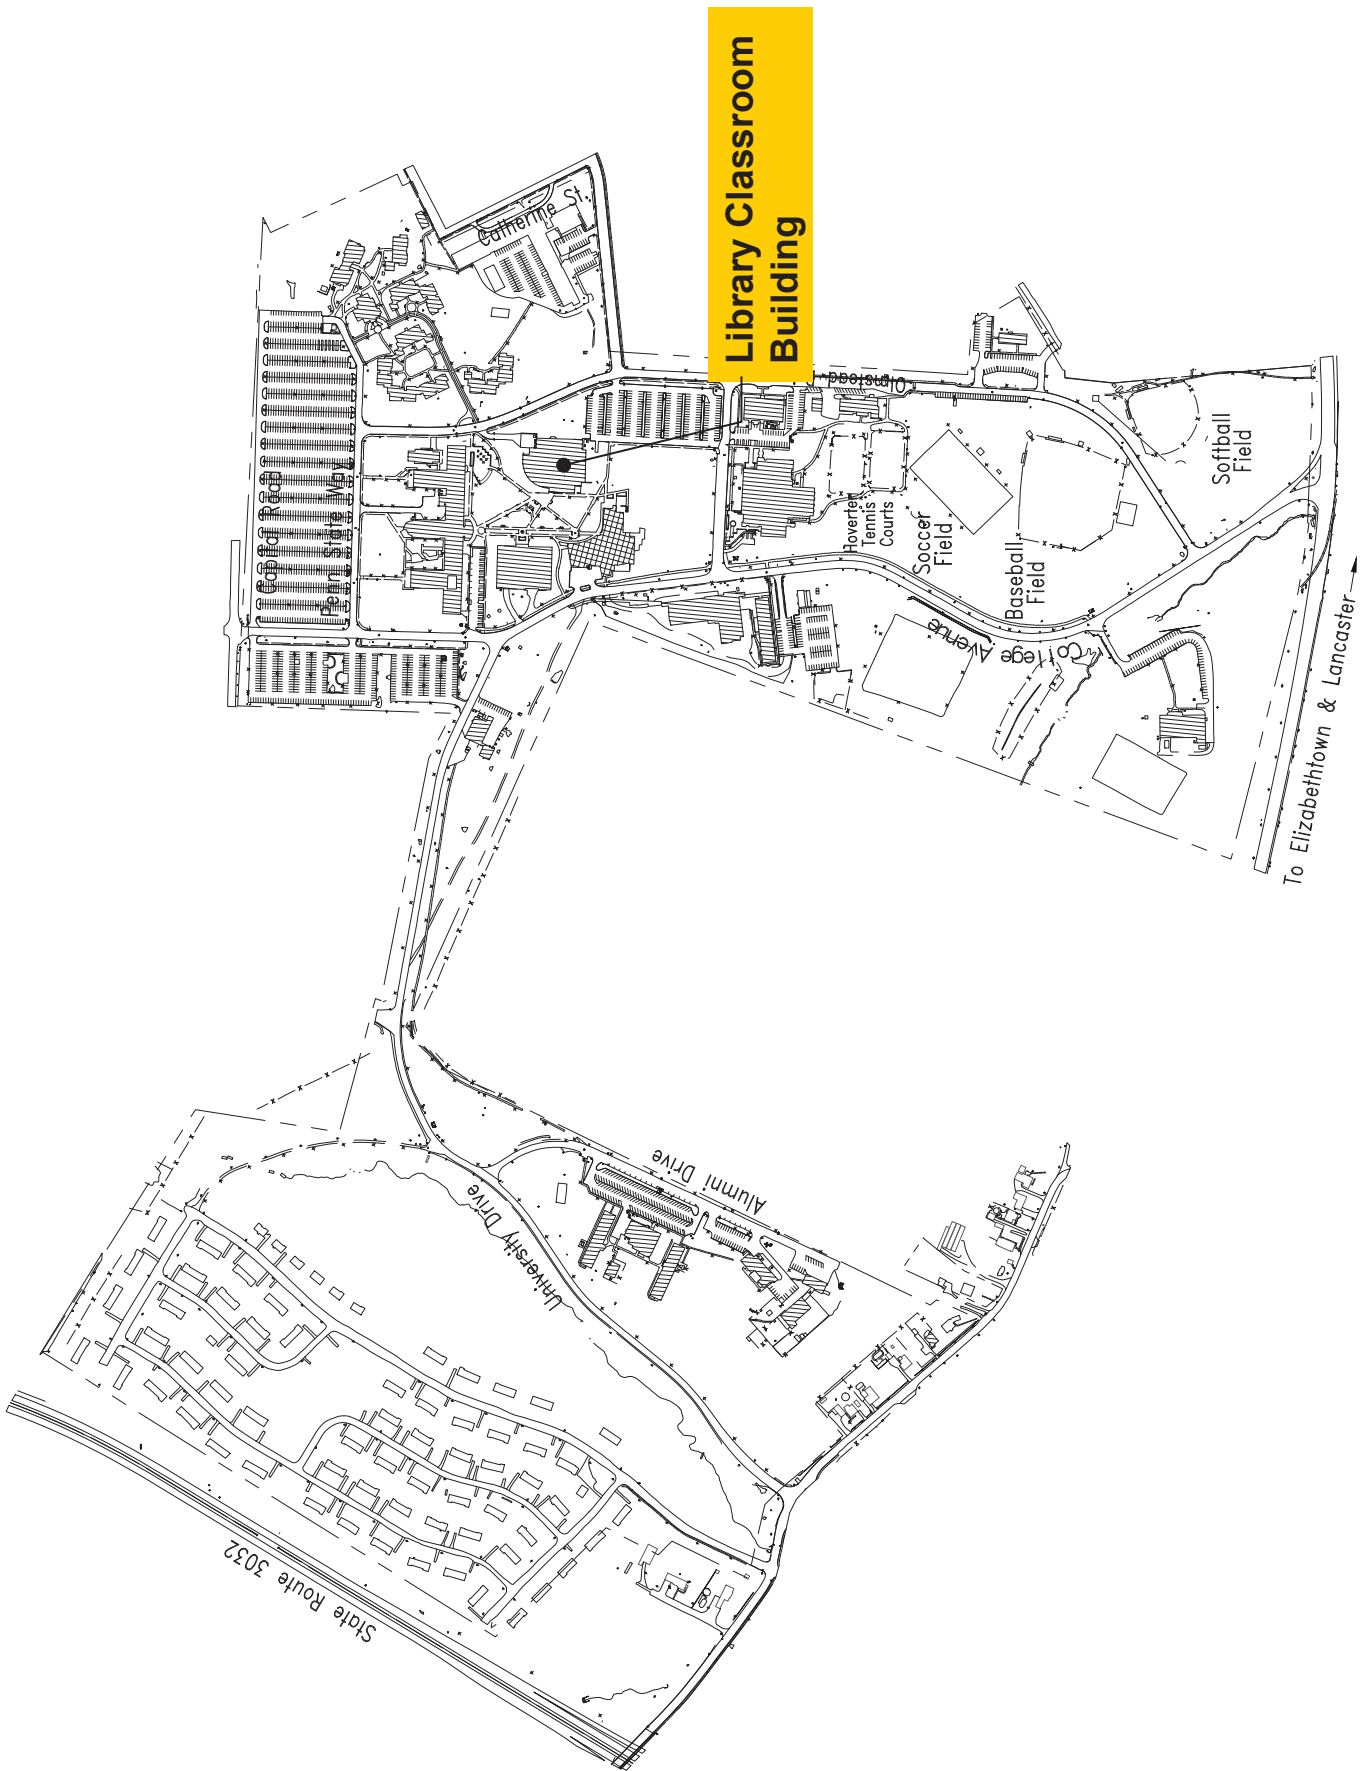 Library Classroom
Building
Catherine St.
Capital Road
Penn State Way
Olmsted
Hoverter
Tennis
Courts
Soccer
Field
Baseball
Field
Softball
Field
College Avenue
To Elizabethtown & Lancaster
Alumni Drive
University Drive
State Route 3032